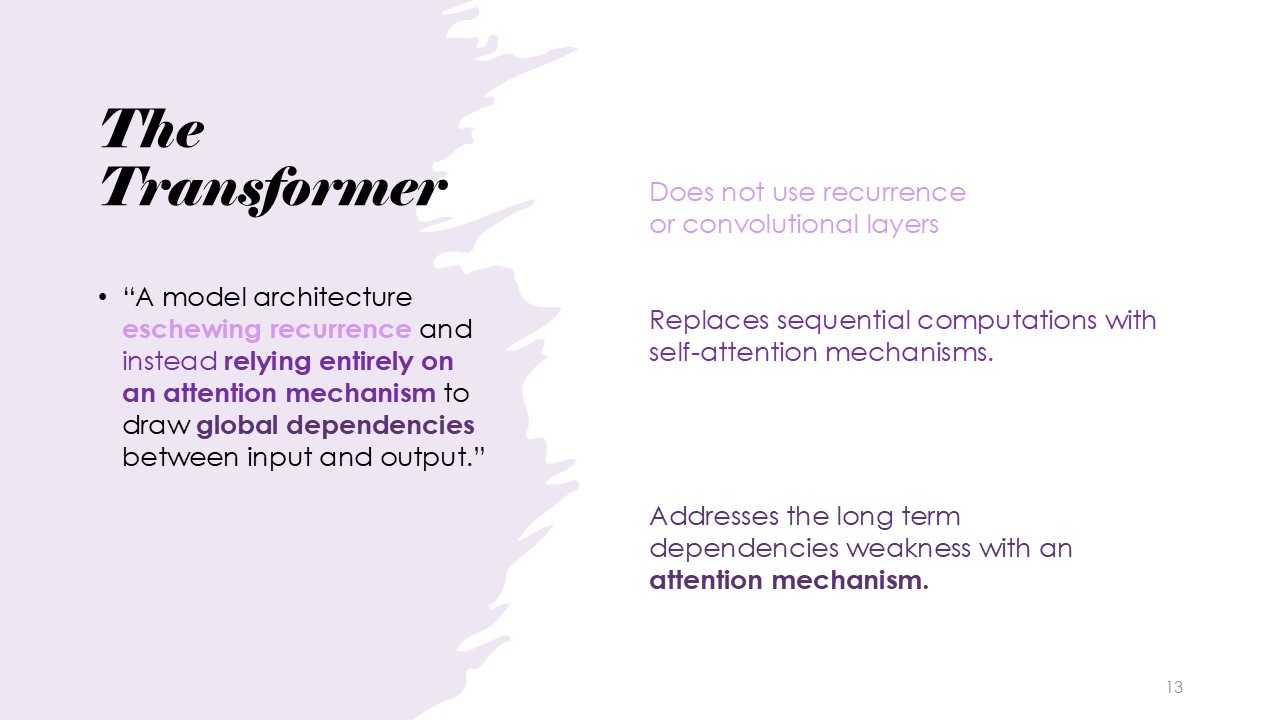 The
Transformer
• “A model architecture
eschewing recurrence and
instead relying entirely on
an attention mechanism to
draw global dependencies
between input and output.”
Does not use recurrence
or convolutional layers
Replaces sequential computations with
self-attention mechanisms.
Addresses the long term
dependencies weakness with an
attention mechanism.
13